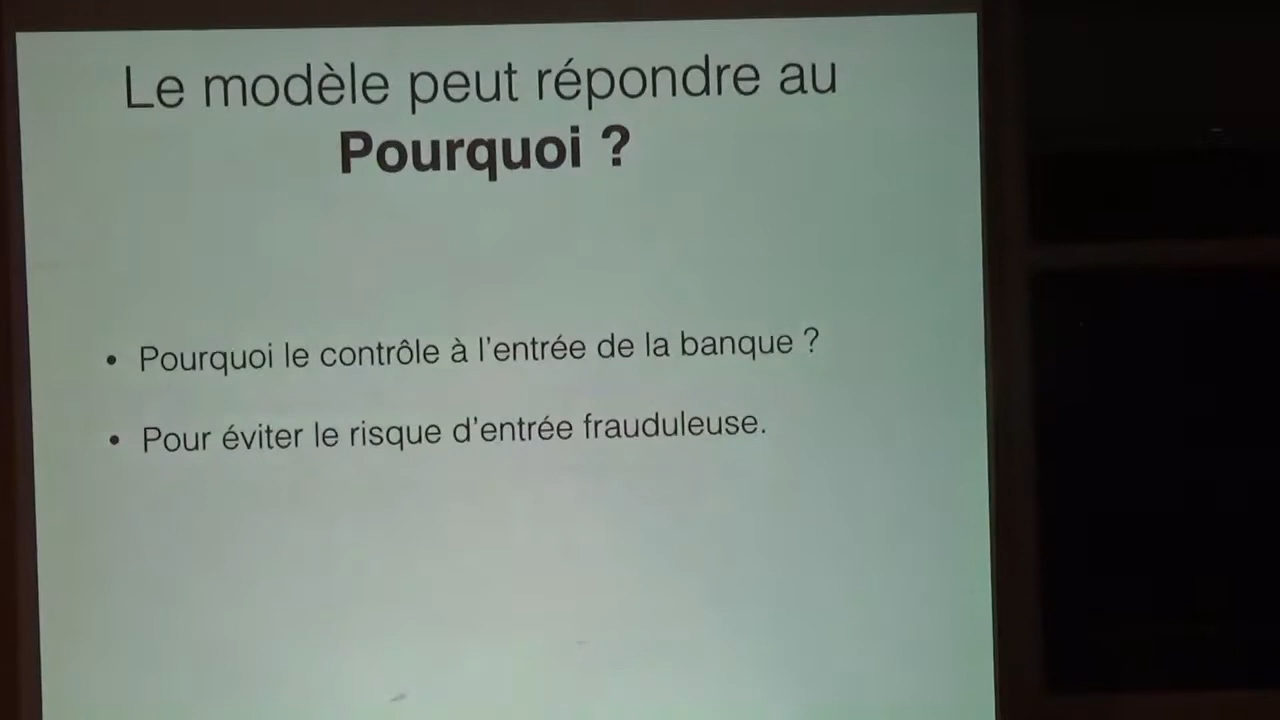 Le modèle peut répondre au
Pourquoi ?
• Pourquoi le contrôle à l'entrée de la banque ?
• Pour éviter le risque d'entrée frauduleuse.